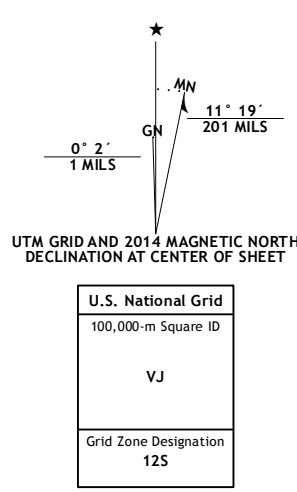 ★
MN
GN
11° 19´
201 MILS
0° 2´
1 MILS
UTM GRID AND 2014 MAGNETIC NORTH
DECLINATION AT CENTER OF SHEET
U.S. National Grid
100,000-m Square ID
VJ
Grid Zone Designation
12S